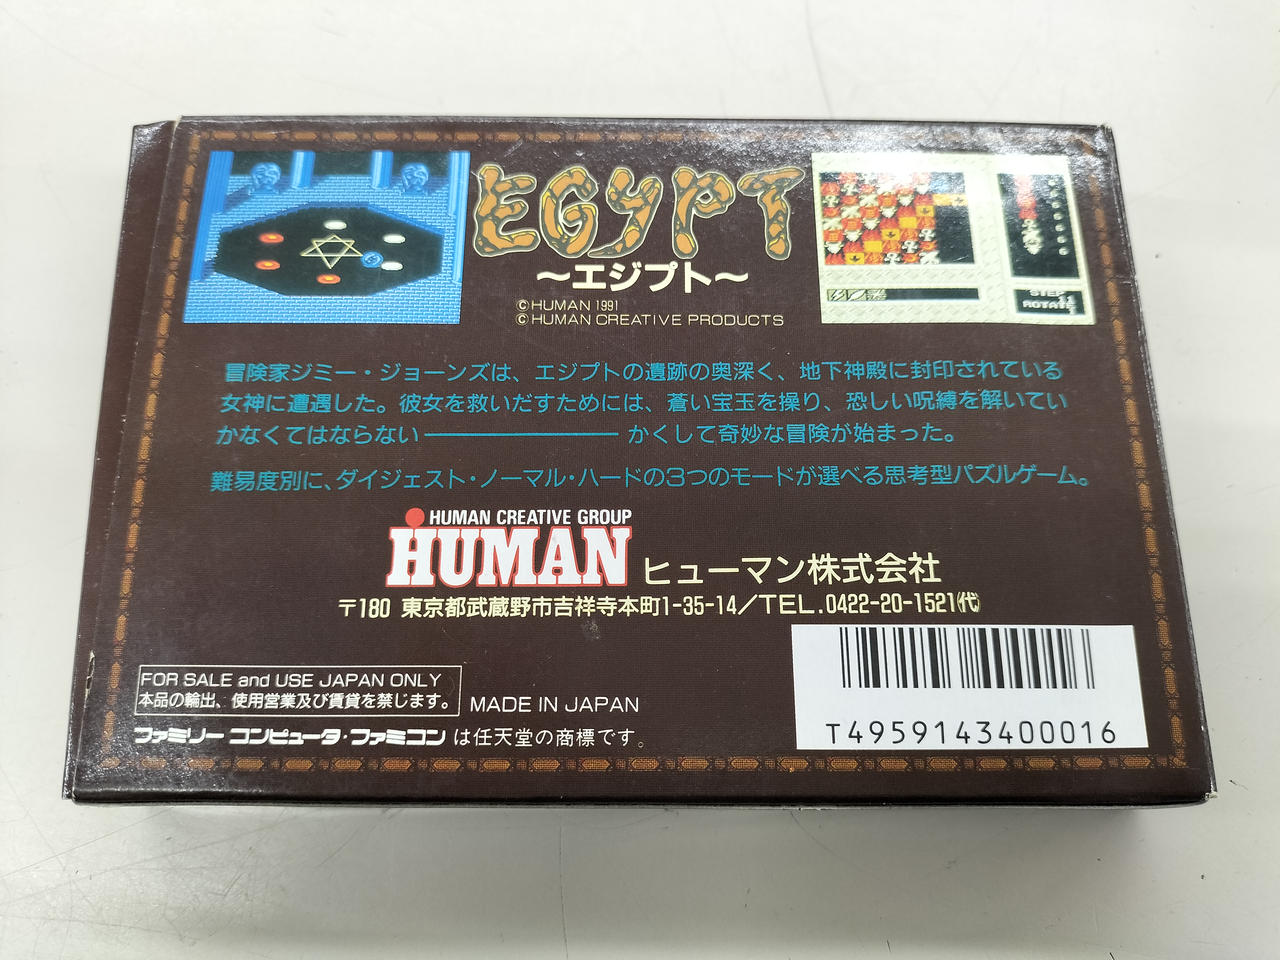 EGYPT
〜エジプト〜
©HUMAN 1991
©HUMAN CREATIVE PRODUCTS
STEP
ROTATE
冒険家ジミー・ジョーンズは、エジプトの遺跡の奥深く、地下神殿に封印されている
女神に遭遇した。彼女を救いだすためには、蒼い宝玉を操り、恐しい呪縛を解いてい
かなくてはならない──────かくして奇妙な冒険が始まった。
難易度別に、ダイジェスト・ノーマル・ハードの3つのモードが選べる思考型パズルゲーム。
HUMAN CREATIVE GROUP
HUMAN ヒューマン株式会社
〒180 東京都武蔵野市吉祥寺本町1-35-14／TEL.0422-20-1521㈹
FOR SALE and USE JAPAN ONLY
本品の輸出、使用営業及び賃貸を禁じます。
MADE IN JAPAN
ファミリーコンピュータ・ファミコンは任天堂の商標です。
T4959143400016